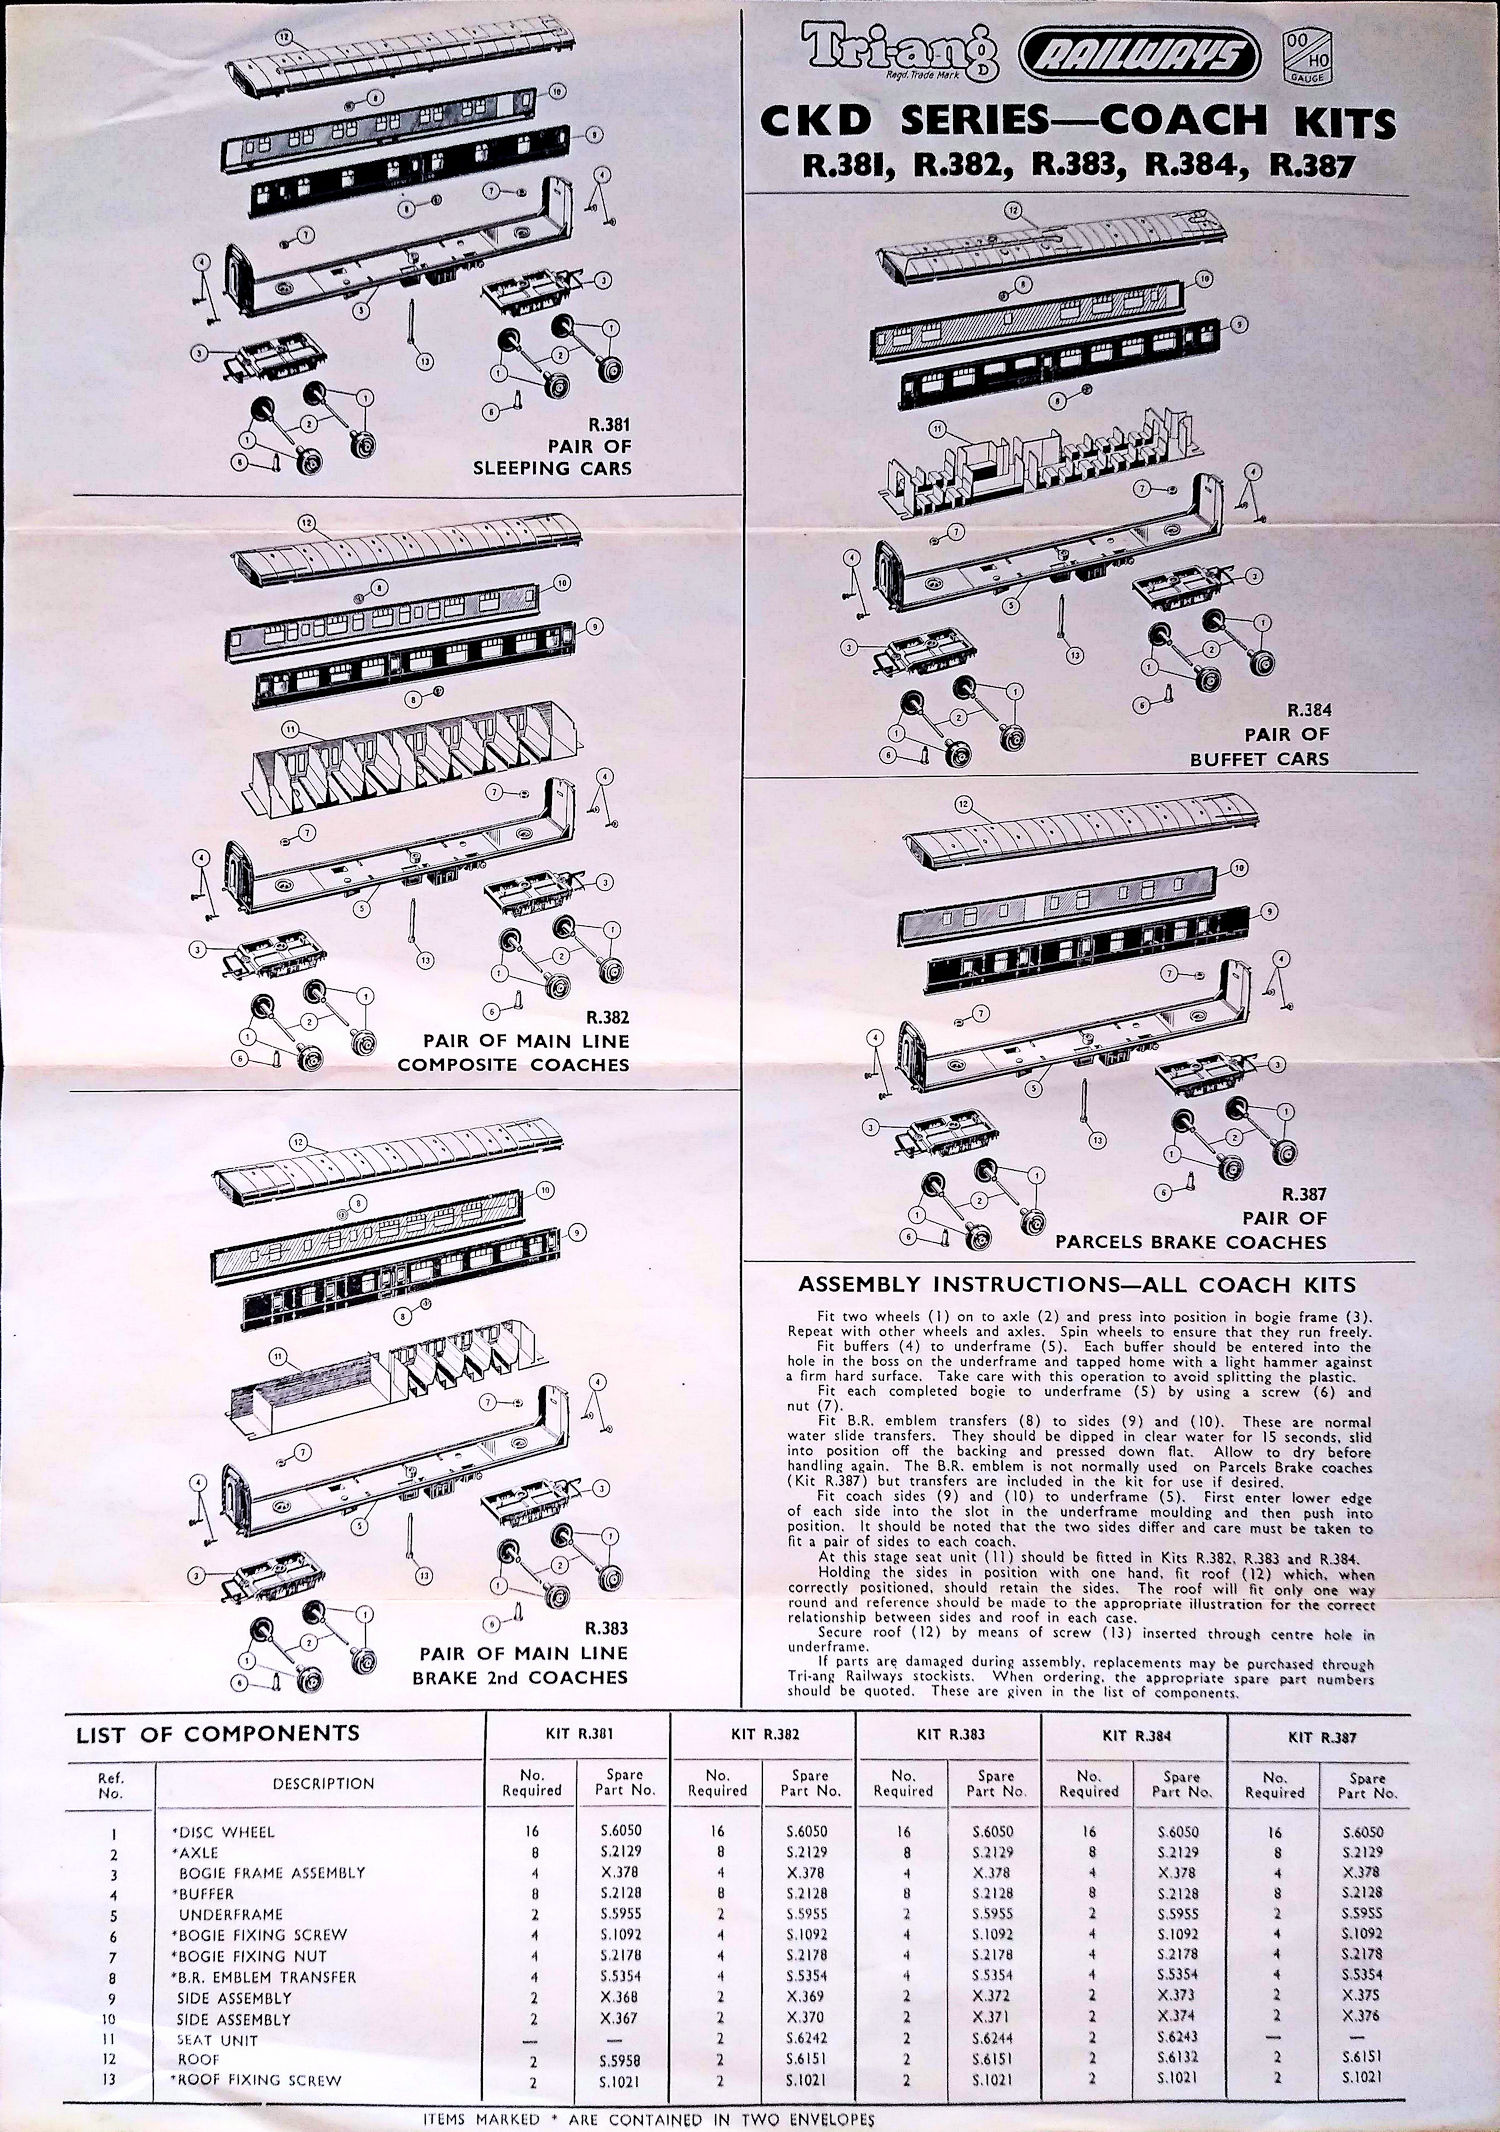 Tri-ang
Regd. Trade Mark
RAILWAYS
OO
HO
GAUGE
CKD SERIES—COACH KITS
R.381, R.382, R.383, R.384, R.387
R.381
PAIR OF
SLEEPING CARS
R.382
PAIR OF MAIN LINE
COMPOSITE COACHES
R.383
PAIR OF MAIN LINE
BRAKE 2nd COACHES
R.384
PAIR OF
BUFFET CARS
R.387
PAIR OF
PARCELS BRAKE COACHES
ASSEMBLY INSTRUCTIONS—ALL COACH KITS
Fit two wheels (1) on to axle (2) and press into position in bogie frame (3).
Repeat with other wheels and axles. Spin wheels to ensure that they run freely.
Fit buffers (4) to underframe (5). Each buffer should be entered into the
hole in the boss on the underframe and tapped home with a light hammer against
a firm hard surface. Take care with this operation to avoid splitting the plastic.
Fit each completed bogie to underframe (5) by using a screw (6) and
nut (7).
Fit B.R. emblem transfers (8) to sides (9) and (10). These are normal
water slide transfers. They should be dipped in clear water for 15 seconds, slid
into position off the backing and pressed down flat. Allow to dry before
handling again. The B.R. emblem is not normally used on Parcels Brake coaches
(Kit R.387) but transfers are included in the kit for use if desired.
Fit coach sides (9) and (10) to underframe (5). First enter lower edge
of each side into the slot in the underframe moulding and then push into
position. It should be noted that the two sides differ and care must be taken to
fit a pair of sides to each coach.
At this stage seat unit (11) should be fitted in Kits R.382, R.383 and R.384.
Holding the sides in position with one hand, fit roof (12) which, when
correctly positioned, should retain the sides. The roof will fit only one way
round and reference should be made to the appropriate illustration for the correct
relationship between sides and roof in each case.
Secure roof (12) by means of screw (13) inserted through centre hole in
underframe.
If parts are damaged during assembly, replacements may be purchased through
Tri-ang Railways stockists. When ordering, the appropriate spare part numbers
should be quoted. These are given in the list of components.
LIST OF COMPONENTS KIT R.381 KIT R.382 KIT R.383 KIT R.384 KIT R.387
Ref. No. DESCRIPTION No. Required Spare Part No. No. Required Spare Part No. No. Required Spare Part No. No. Required Spare Part No. No. Required Spare Part No.
1 *DISC WHEEL 16 S.6050 16 S.6050 16 S.6050 16 S.6050 16 S.6050
2 *AXLE 8 S.2129 8 S.2129 8 S.2129 8 S.2129 8 S.2129
3 BOGIE FRAME ASSEMBLY 4 X.378 4 X.378 4 X.378 4 X.378 4 X.378
4 *BUFFER 8 S.2128 8 S.2128 8 S.2128 8 S.2128 8 S.2128
5 UNDERFRAME 2 S.5955 2 S.5955 2 S.5955 2 S.5955 2 S.5955
6 *BOGIE FIXING SCREW 4 S.1092 4 S.1092 4 S.1092 4 S.1092 4 S.1092
7 *BOGIE FIXING NUT 4 S.2178 4 S.2178 4 S.2178 4 S.2178 4 S.2178
8 *B.R. EMBLEM TRANSFER 4 S.5354 4 S.5354 4 S.5354 4 S.5354 4 S.5354
9 SIDE ASSEMBLY 2 X.368 2 X.369 2 X.372 2 X.373 2 X.375
10 SIDE ASSEMBLY 2 X.367 2 X.370 2 X.371 2 X.374 2 X.376
11 SEAT UNIT — — 2 S.6242 2 S.6244 2 S.6243 — —
12 ROOF 2 S.5958 2 S.6151 2 S.6151 2 S.6132 2 S.6151
13 *ROOF FIXING SCREW 2 S.1021 2 S.1021 2 S.1021 2 S.1021 2 S.1021
ITEMS MARKED * ARE CONTAINED IN TWO ENVELOPES